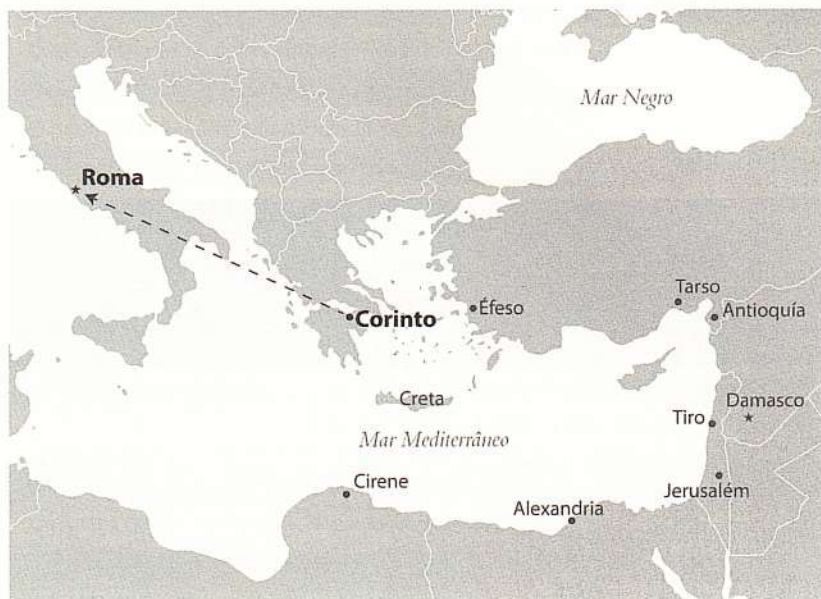 Mar Negro
Roma
Tarso
Éfeso
Antioquía
Corinto
Creta
Damasco
Tiro
Mar Mediterrâneo
Cirene
Jerusalém
Alexandria